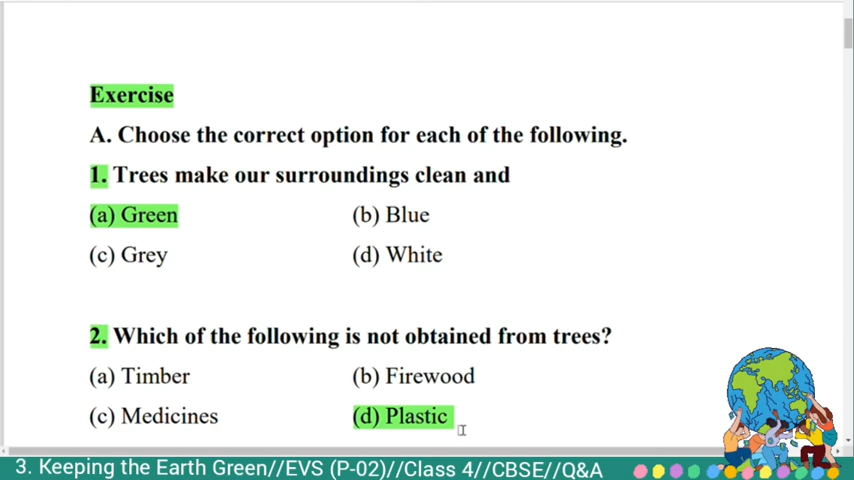 Exercise
A. Choose the correct option for each of the following.
1. Trees make our surroundings clean and
(a) Green (b) Blue
(c) Grey (d) White
2. Which of the following is not obtained from trees?
(a) Timber (b) Firewood
(c) Medicines (d) Plastic
3. Keeping the Earth Green//EVS (P-02)//Class 4//CBSE//Q&A